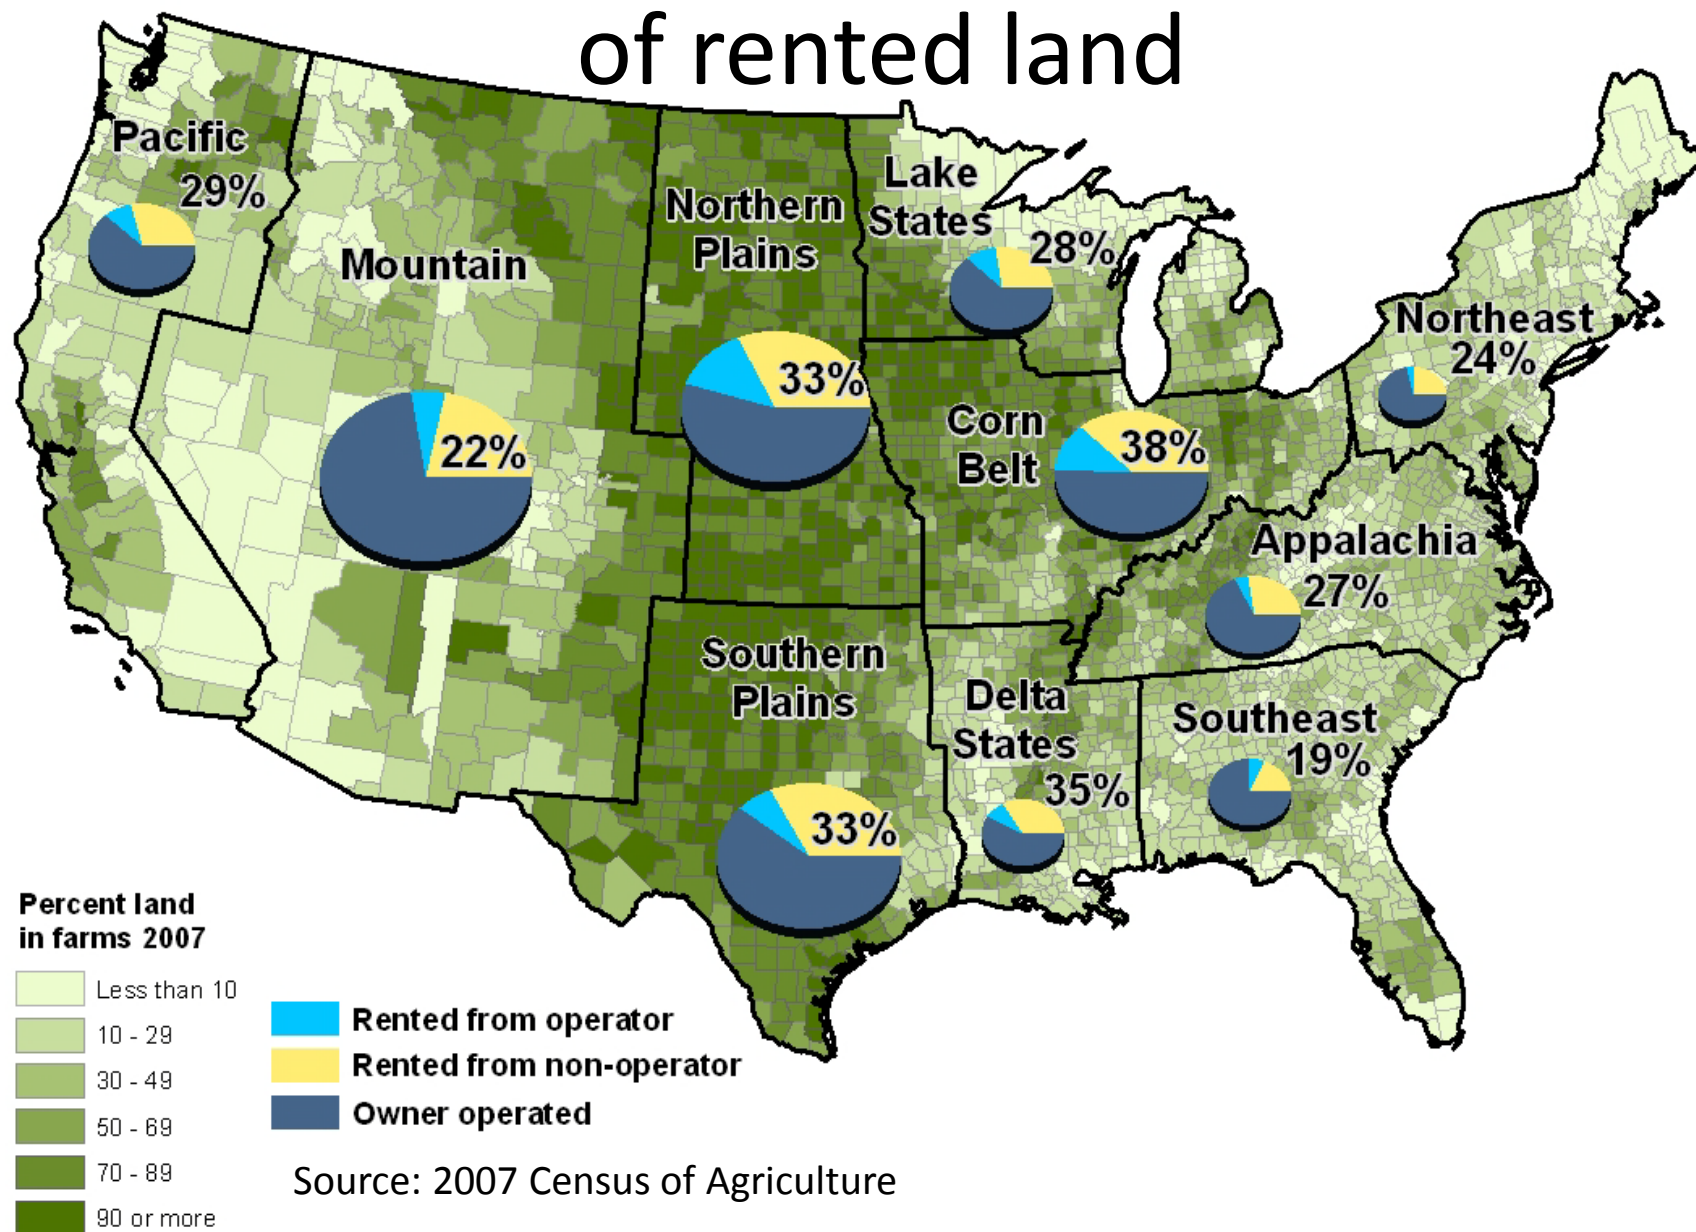 of rented land
Pacific
29%
Mountain
22%
Northern
Plains
33%
Lake
States
28%
Corn
Belt
38%
Northeast
24%
Appalachia
27%
Southern
Plains
33%
Delta
States
35%
Southeast
19%
Percent land
in farms 2007
Less than 10
10 - 29
30 - 49
50 - 69
70 - 89
90 or more
Rented from operator
Rented from non-operator
Owner operated
Source: 2007 Census of Agriculture